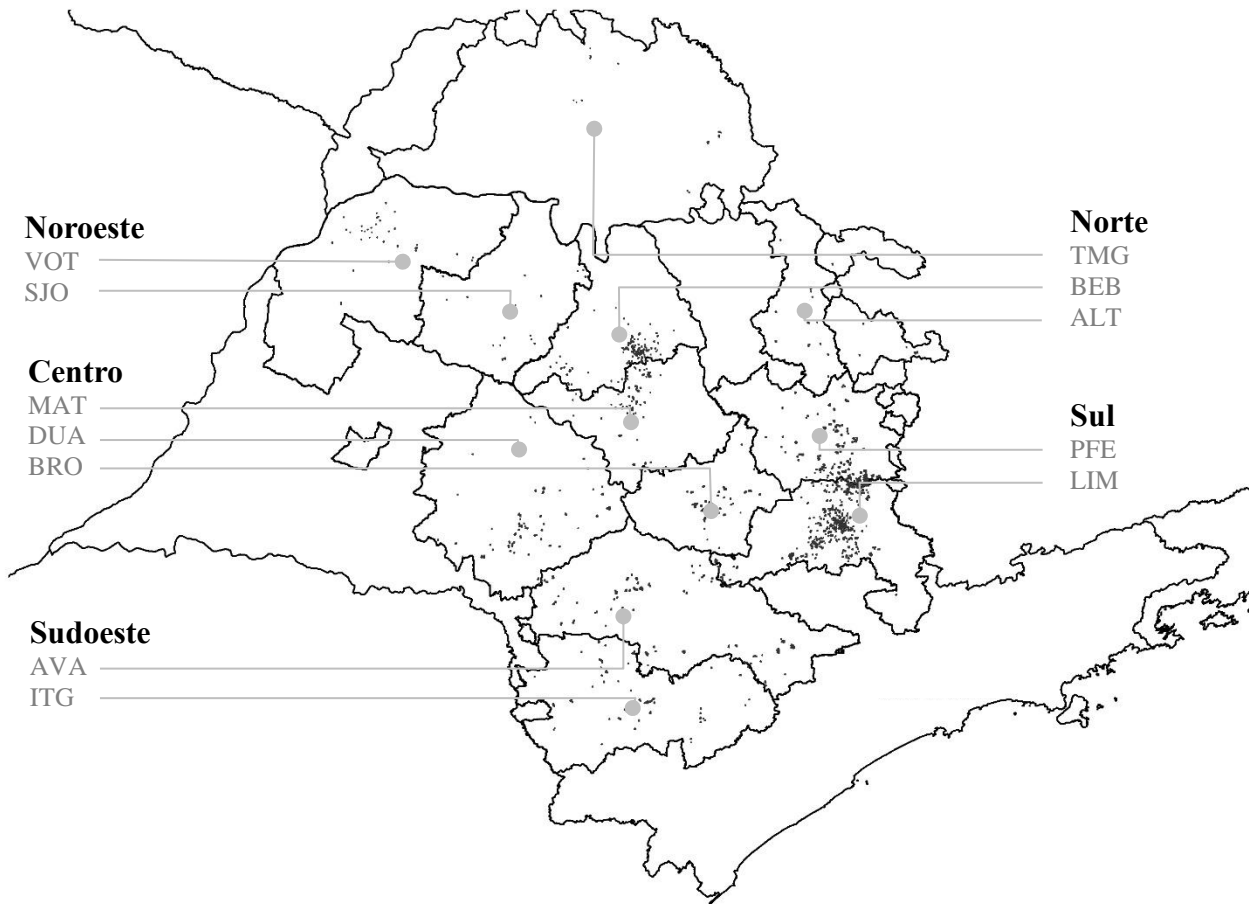 Noroeste
VOT
SJO
Centro
MAT
DUA
BRO
Sudoeste
AVA
ITG
Norte
TMG
BEB
ALT
Sul
PFE
LIM